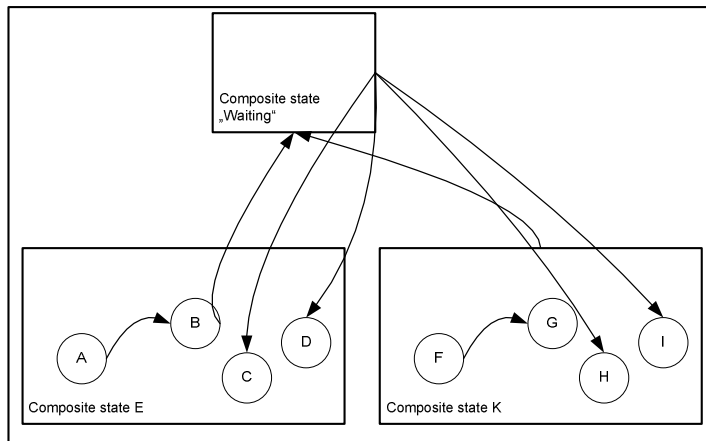 Composite state
„Waiting“
B
G
D
I
A
F
C
H
Composite state E
Composite state K